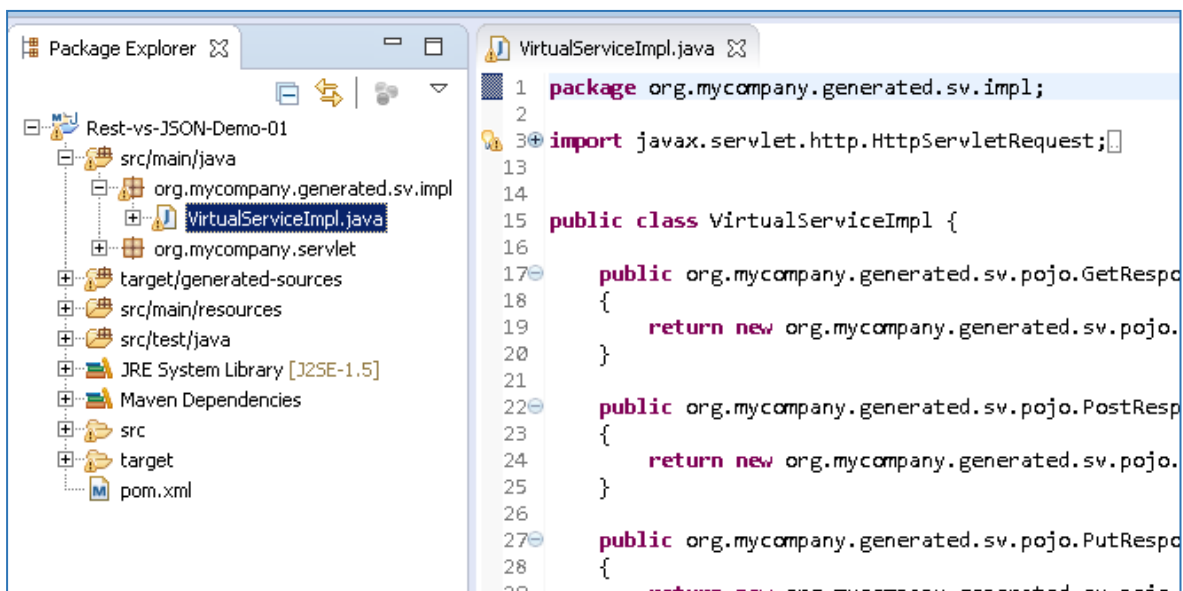 Package Explorer
Rest-vs-JSON-Demo-01
src/main/java
org.mycompany.generated.sv.impl
VirtualServiceImpl.java
org.mycompany.servlet
target/generated-sources
src/main/resources
src/test/java
JRE System Library [J2SE-1.5]
Maven Dependencies
src
target
pom.xml
VirtualServiceImpl.java
1 package org.mycompany.generated.sv.impl;
2
3 import javax.servlet.http.HttpServletRequest;
13
14
15 public class VirtualServiceImpl {
16
17 public org.mycompany.generated.sv.pojo.GetRespo
18 {
19 return new org.mycompany.generated.sv.pojo.
20 }
21
22 public org.mycompany.generated.sv.pojo.PostResp
23 {
24 return new org.mycompany.generated.sv.pojo.
25 }
26
27 public org.mycompany.generated.sv.pojo.PutRespo
28 {